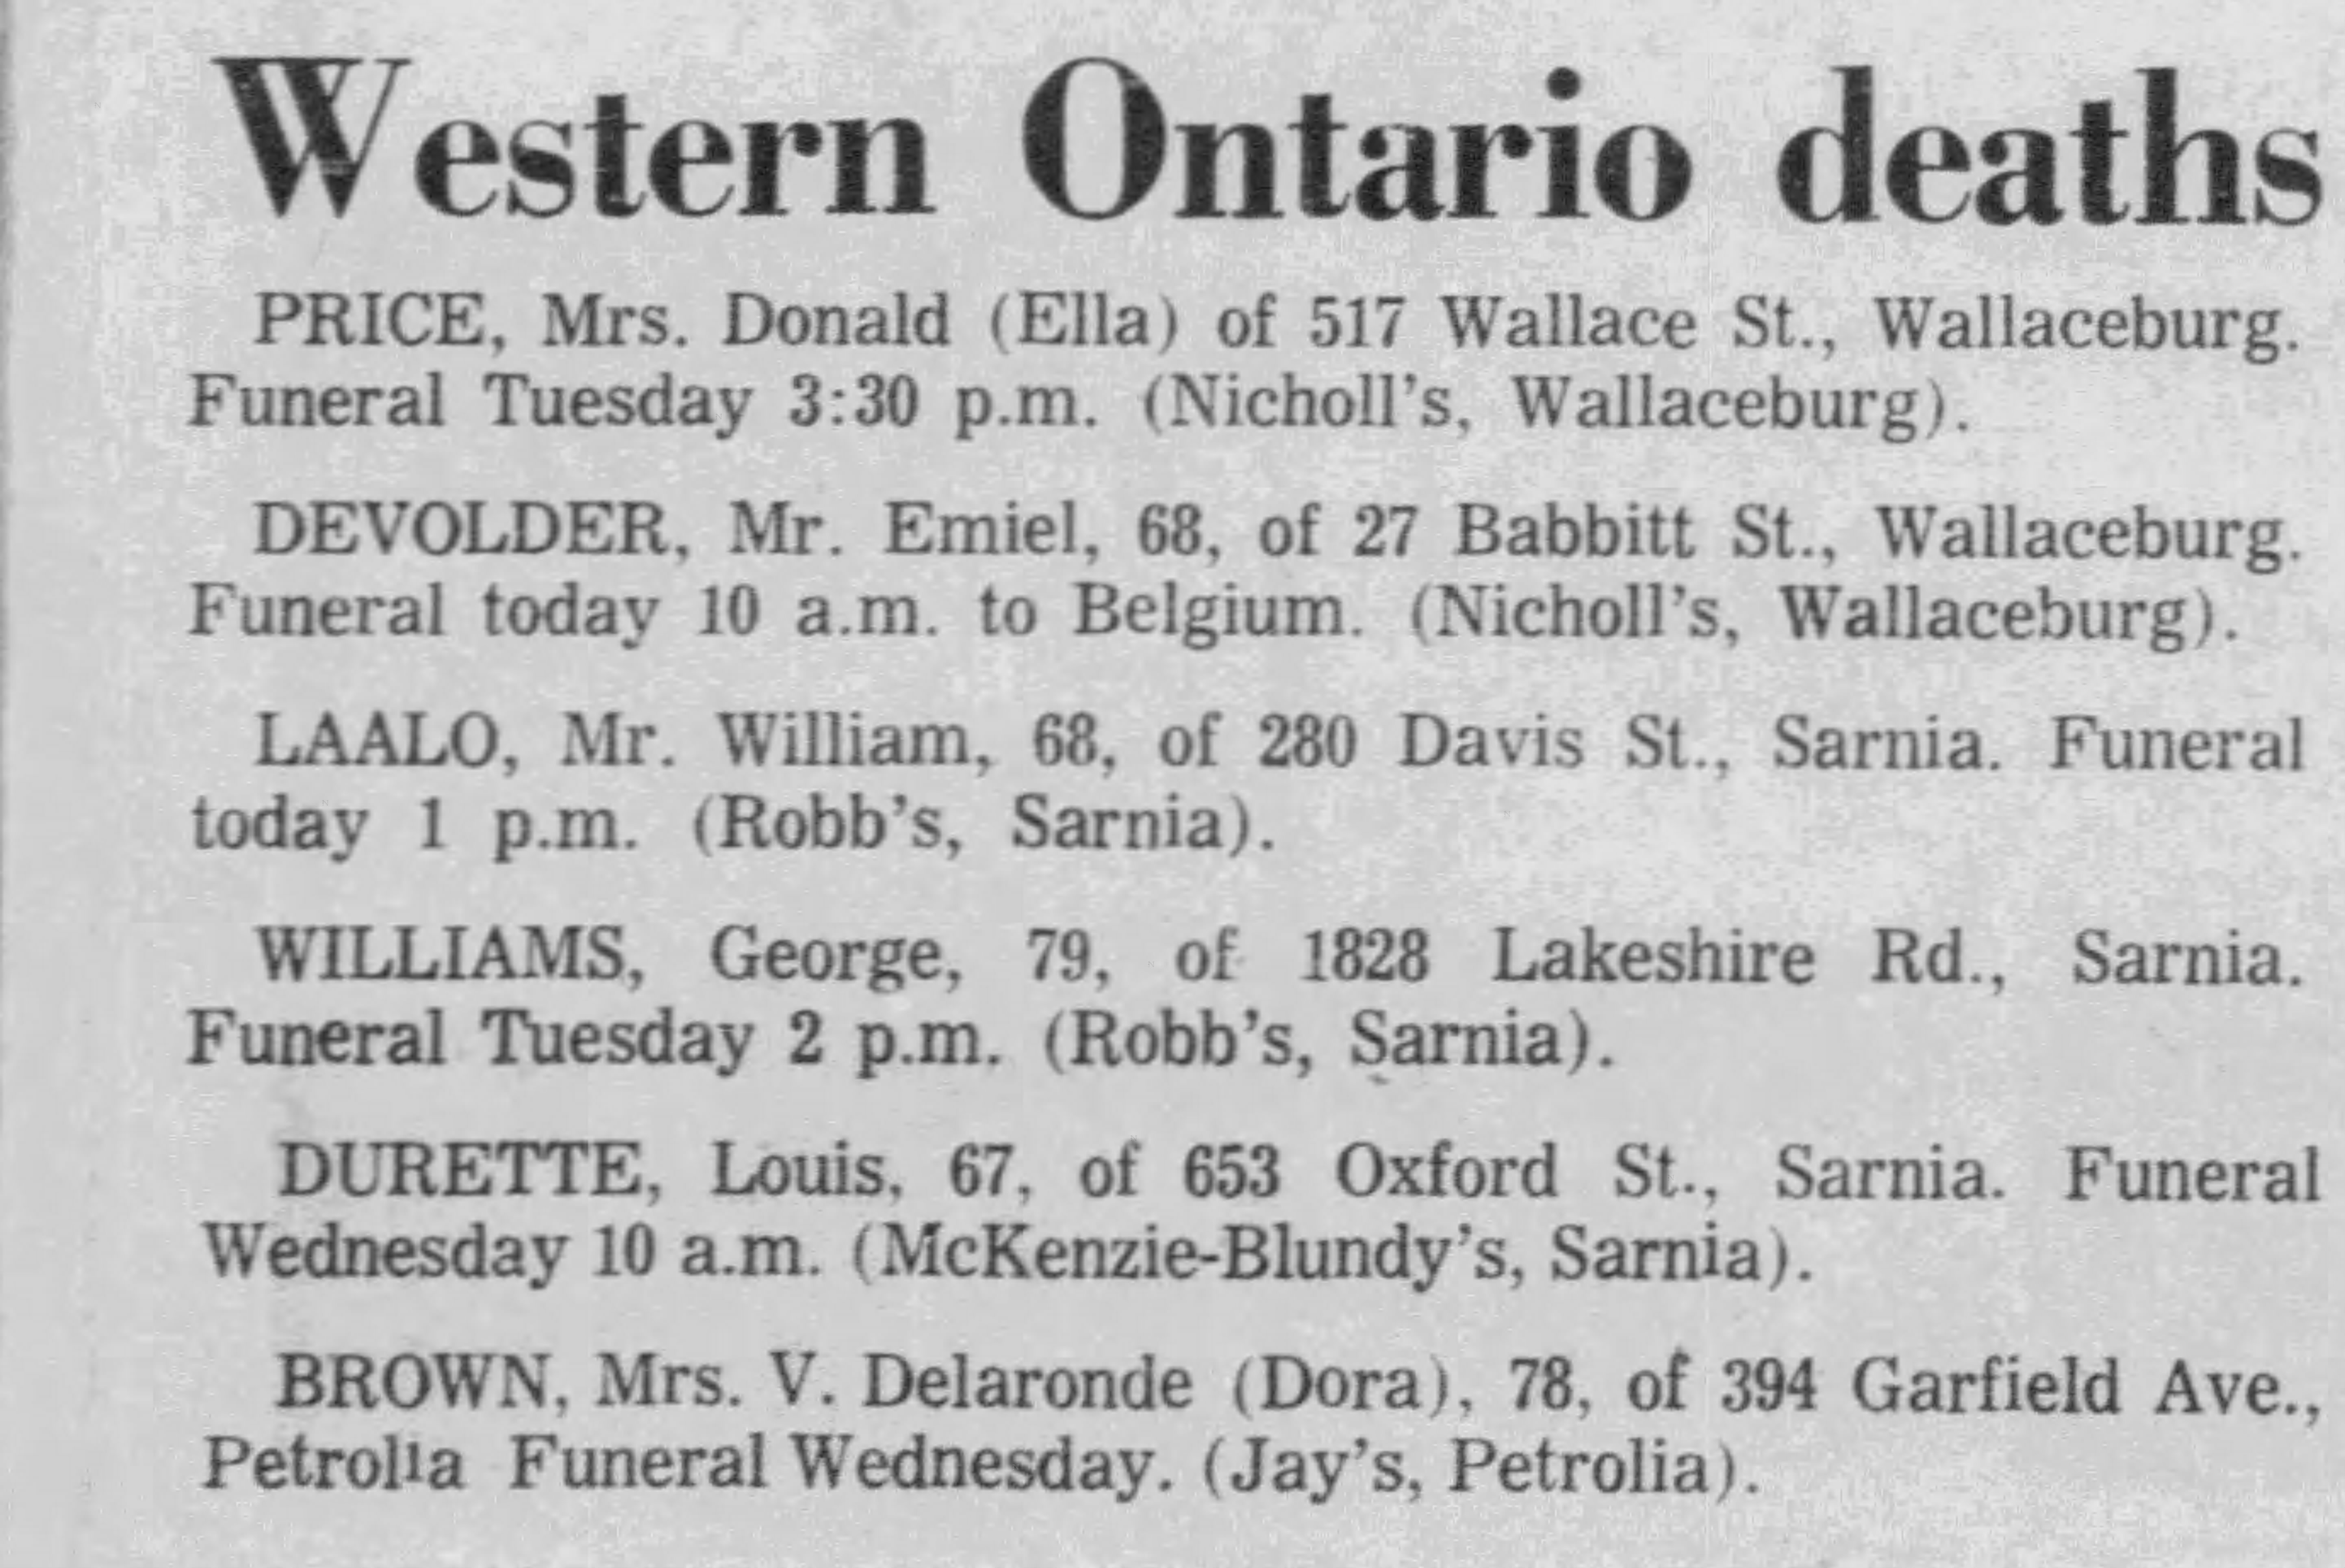 Western Ontario deaths
PRICE, Mrs. Donald (Ella) of 517 Wallace St., Wallaceburg.
Funeral Tuesday 3:30 p.m. (Nicholl's, Wallaceburg).
DEVOLDER, Mr. Emiel, 68, of 27 Babbitt St., Wallaceburg.
Funeral today 10 a.m. to Belgium. (Nicholl's, Wallaceburg).
LAALO, Mr. William, 68, of 280 Davis St., Sarnia. Funeral
today 1 p.m. (Robb's, Sarnia).
WILLIAMS, George, 79, of 1828 Lakeshire Rd., Sarnia.
Funeral Tuesday 2 p.m. (Robb's, Sarnia).
DURETTE, Louis, 67, of 653 Oxford St., Sarnia. Funeral
Wednesday 10 a.m. (McKenzie-Blundy's, Sarnia).
BROWN, Mrs. V. Delaronde (Dora), 78, of 394 Garfield Ave.,
Petrolia Funeral Wednesday. (Jay's, Petrolia).